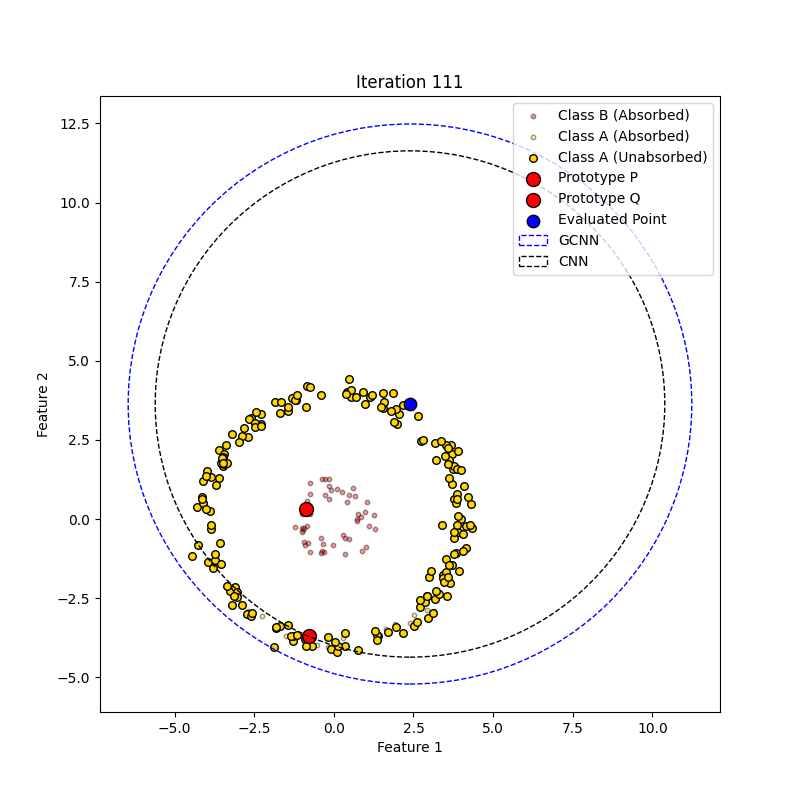 Iteration 111
Class B (Absorbed)
Class A (Absorbed)
Class A (Unabsorbed)
Prototype P
Prototype Q
Evaluated Point
GCNN
CNN
12.5
10.0
7.5
5.0
2.5
0.0
−2.5
−5.0
Feature 2
−5.0 −2.5 0.0 2.5 5.0 7.5 10.0
Feature 1